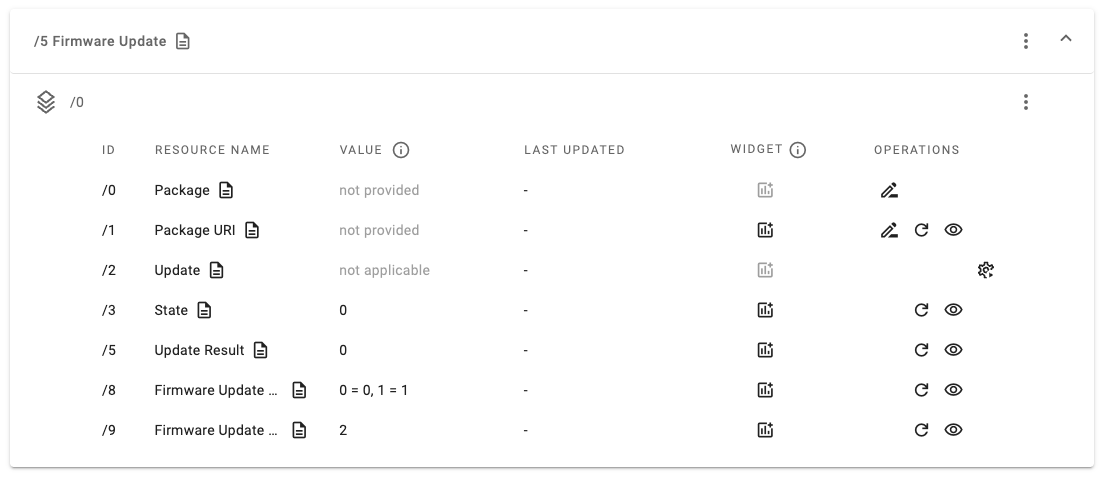 /5 Firmware Update
/0
ID RESOURCE NAME VALUE LAST UPDATED WIDGET OPERATIONS
/0 Package not provided -
/1 Package URI not provided -
/2 Update not applicable -
/3 State 0 -
/5 Update Result 0 -
/8 Firmware Update ... 0 = 0, 1 = 1 -
/9 Firmware Update ... 2 -